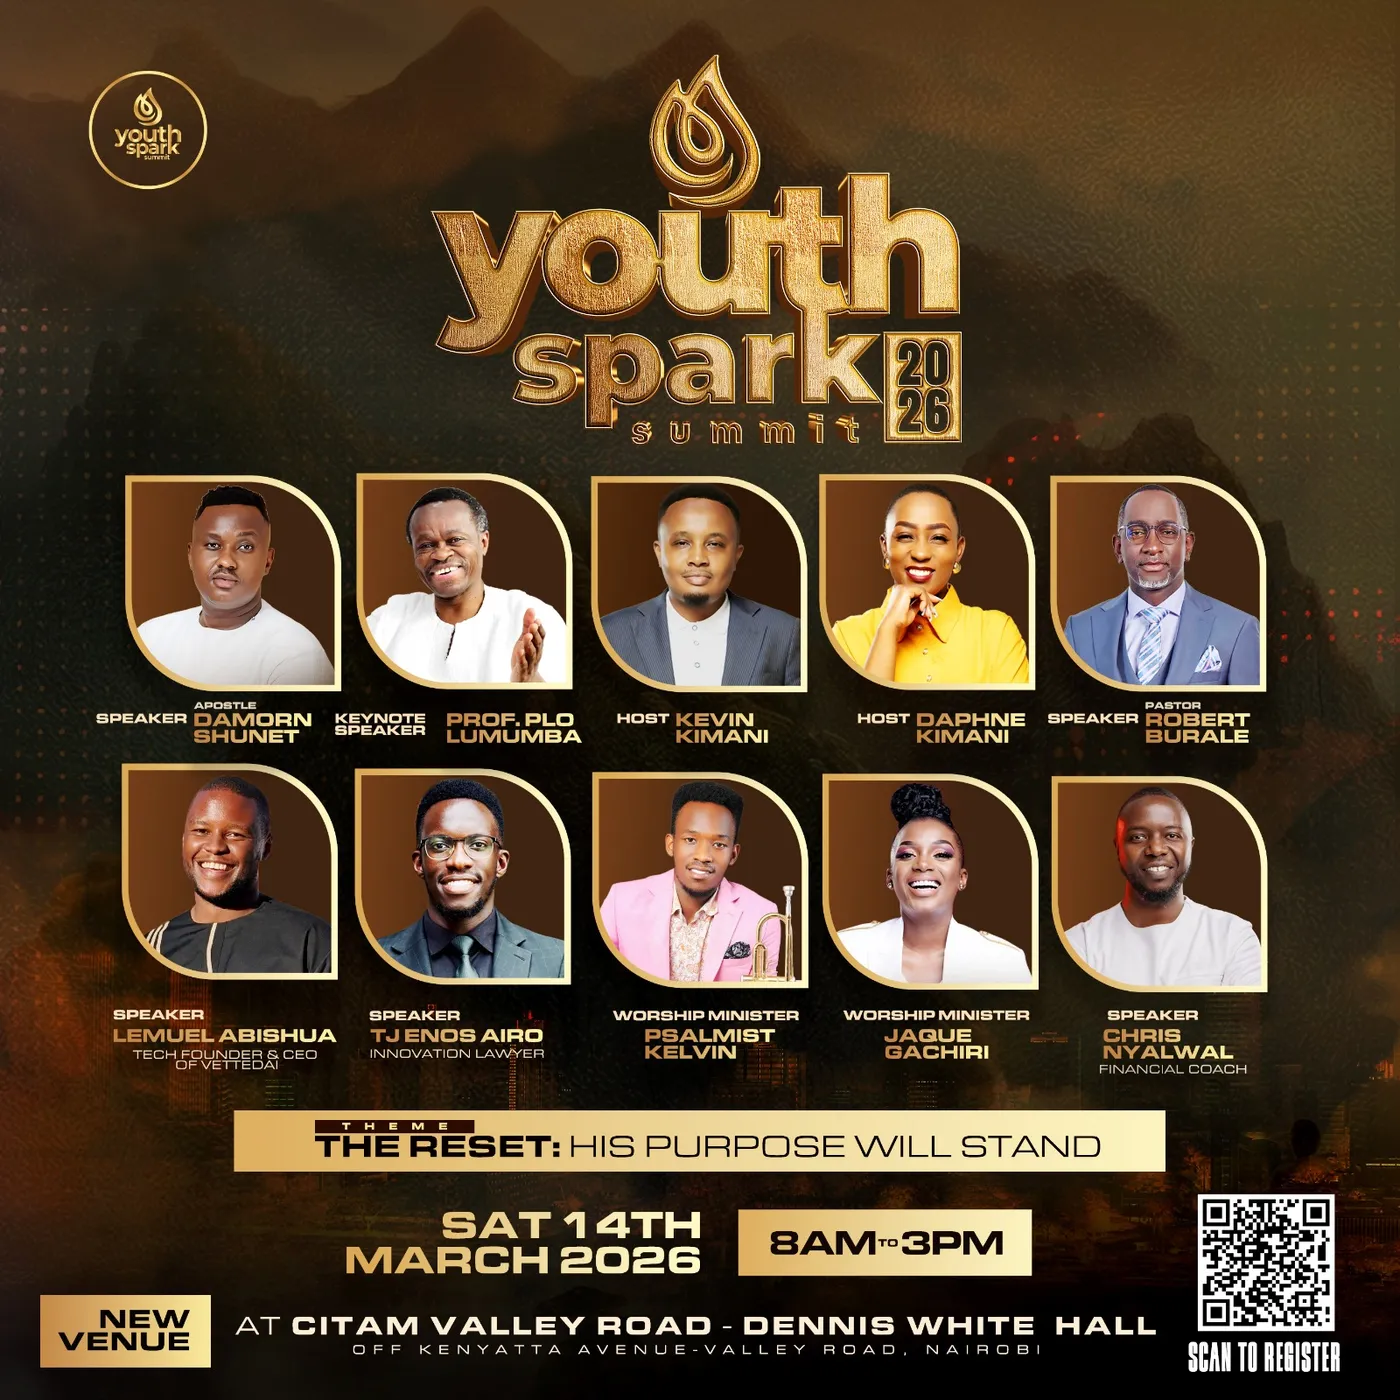 youth
spark
summit
youth
spark
summit
20
26
SPEAKER
APOSTLE
DAMORN
SHUNET
KEYNOTE
SPEAKER
PROF. PLO
LUMUMBA
HOST
KEVIN
KIMANI
HOST
DAPHNE
KIMANI
SPEAKER
PASTOR
ROBERT
BURALE
SPEAKER
LEMUEL ABISHUA
TECH FOUNDER & CEO
OF VETTEDAI
SPEAKER
TJ ENOS AIRO
INNOVATION LAWYER
WORSHIP MINISTER
PSALMIST
KELVIN
WORSHIP MINISTER
JAQUE
GACHIRI
SPEAKER
CHRIS
NYALWAL
FINANCIAL COACH
THEME
THE RESET: HIS PURPOSE WILL STAND
SAT 14TH
MARCH 2026
8AM TO 3PM
NEW
VENUE
AT CITAM VALLEY ROAD - DENNIS WHITE HALL
OFF KENYATTA AVENUE-VALLEY ROAD, NAIROBI
SCAN TO REGISTER